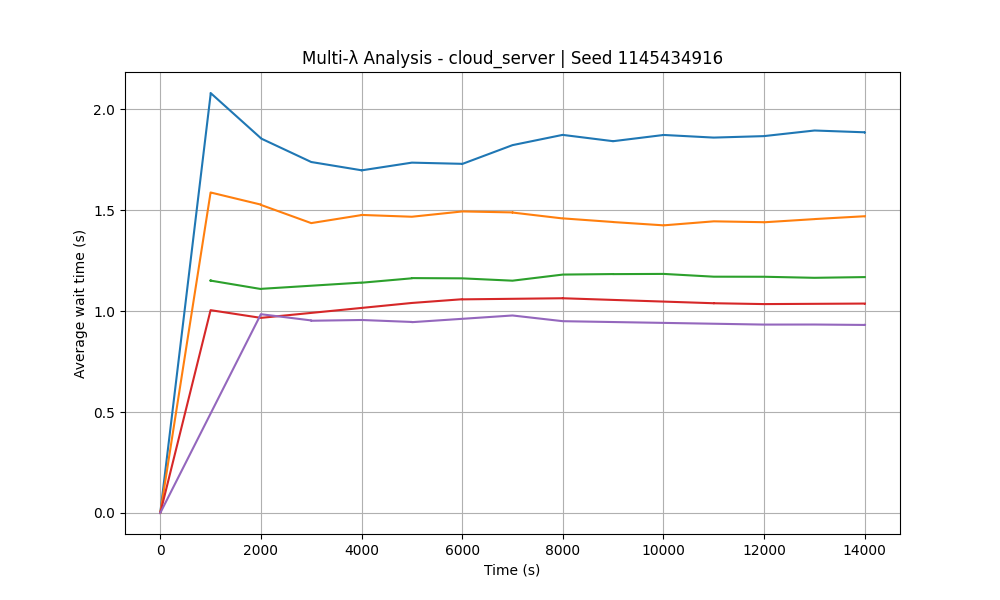 Multi-λ Analysis - cloud_server | Seed 1145434916
Average wait time (s)
2.0
1.5
1.0
0.5
0.0
0 2000 4000 6000 8000 10000 12000 14000
Time (s)